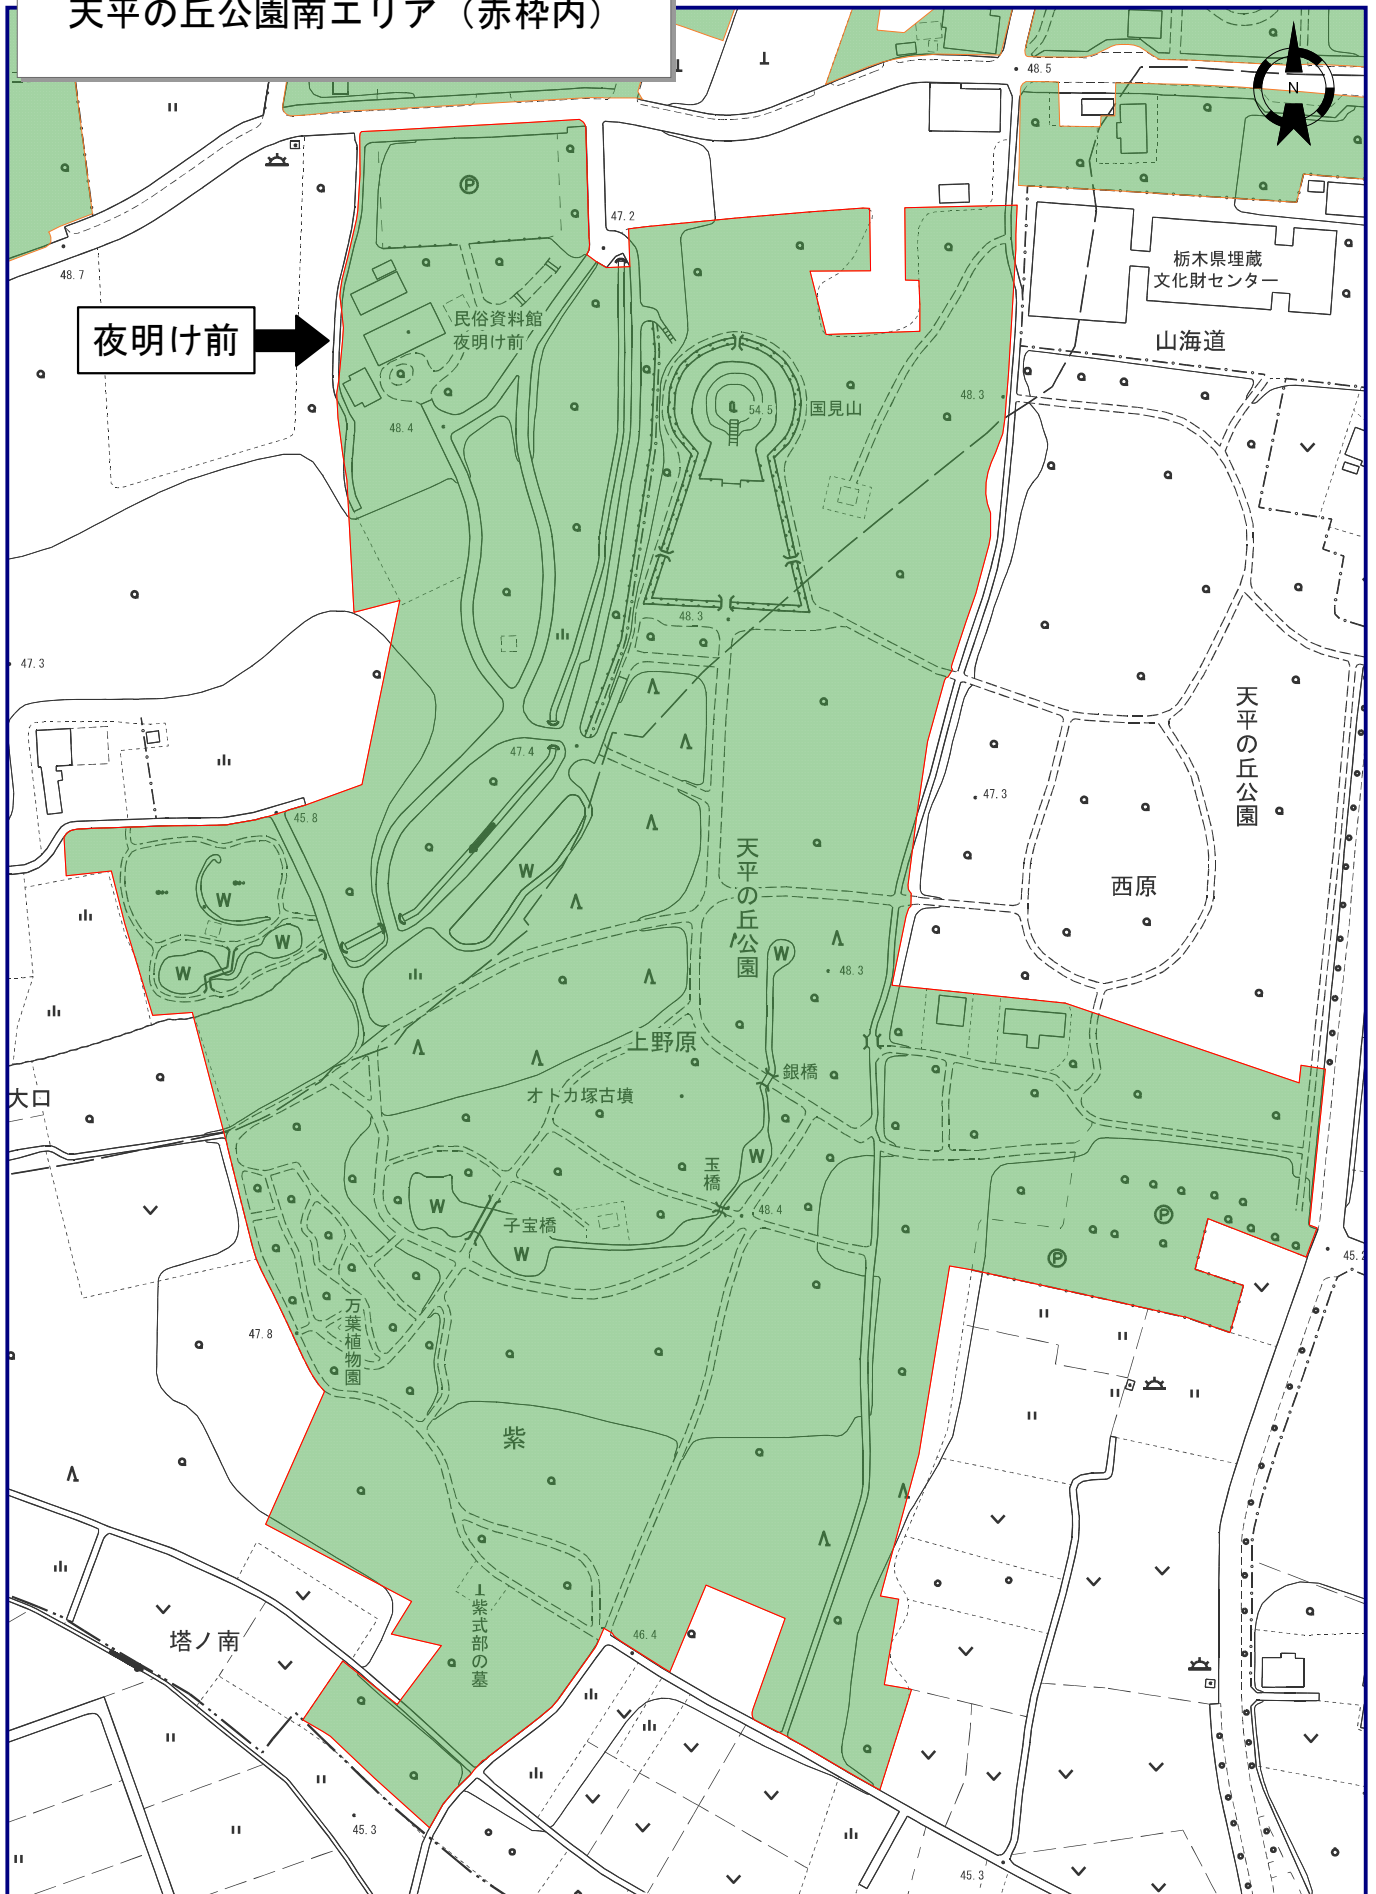 天平の丘公園南エリア（赤枠内）
48.5
N
P
47.2
48.7
栃木県埋蔵
文化財センター
山海道
夜明け前
民俗資料館
夜明け前
48.3
54.5
国見山
48.4
48.3
47.3
天平の丘公園
47.4
47.3
45.8
天平の丘公園
W
W
西原
W
W
W
48.3
上野原
銀橋
大口
オトカ塚古墳
玉橋
W
W
48.4
子宝橋
W
P
P
45.2
万葉植物園
47.8
紫
紫式部の墓
46.4
塔ノ南
45.3
45.3